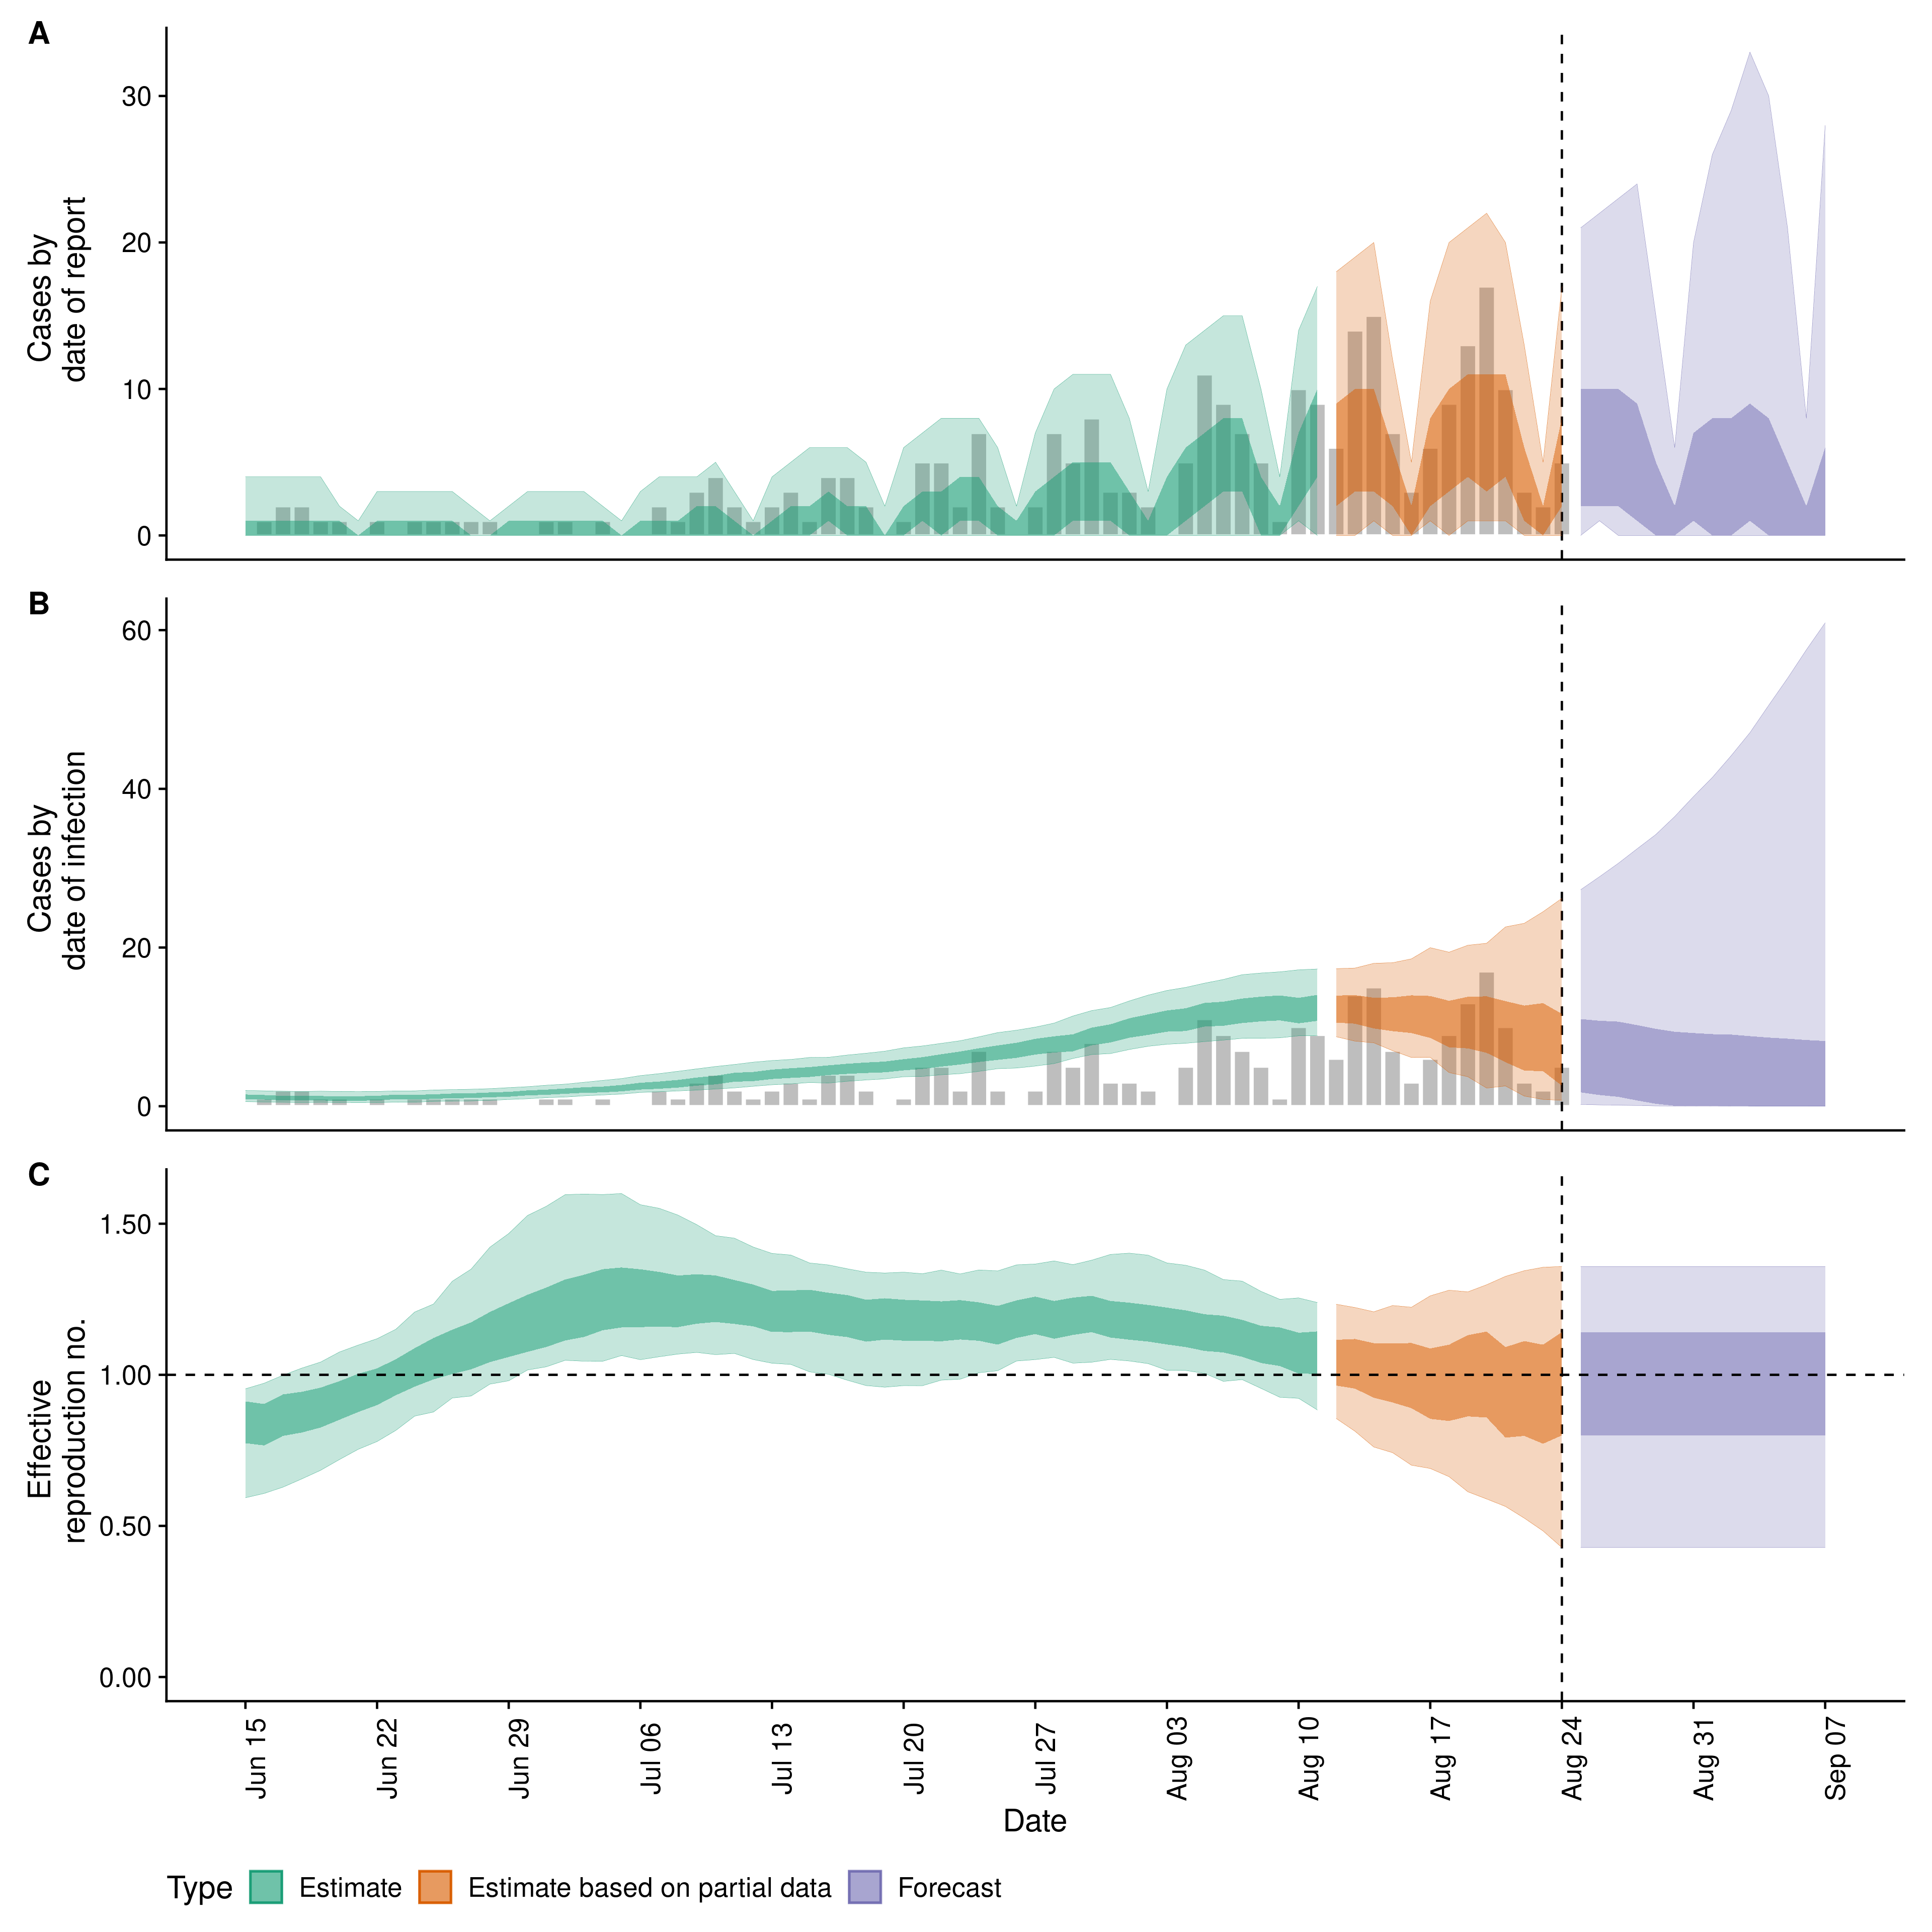 A
30
20
10
0
Cases by
date of report
B
60
40
20
0
Cases by
date of infection
C
1.50
1.00
0.50
0.00
Effective
reproduction no.
Jun 15
Jun 22
Jun 29
Jul 06
Jul 13
Jul 20
Jul 27
Aug 03
Aug 10
Aug 17
Aug 24
Aug 31
Sep 07
Date
Type Estimate Estimate based on partial data Forecast